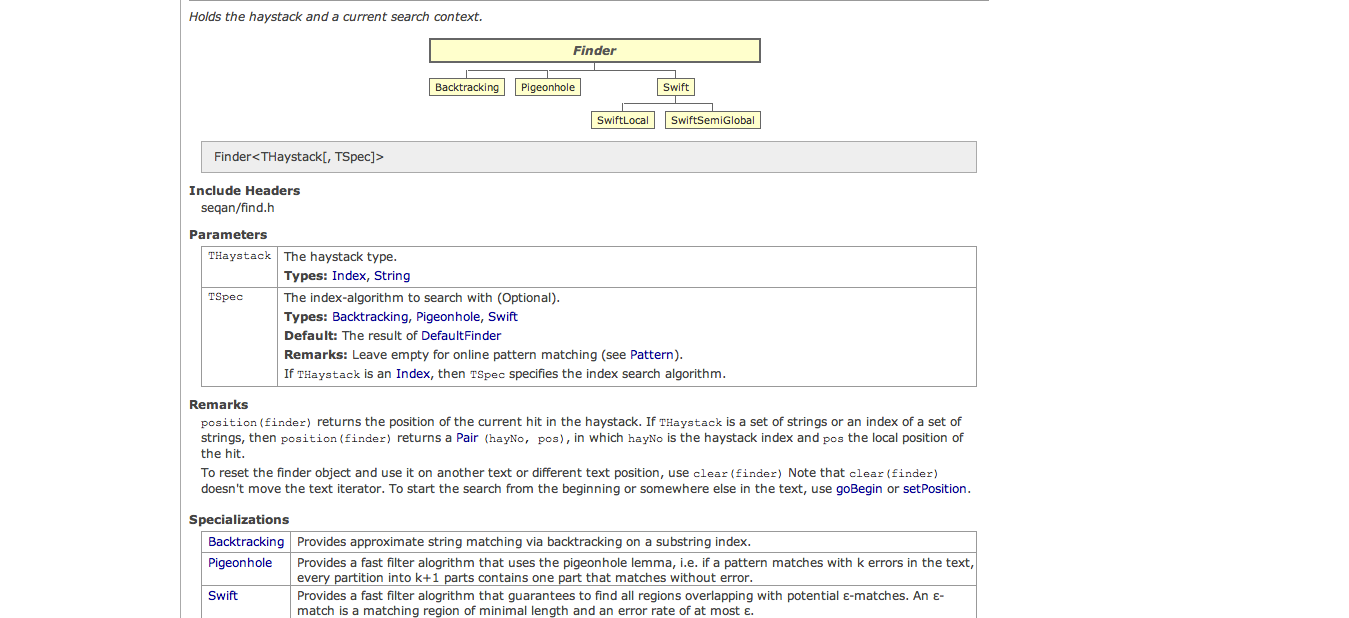 Holds the haystack and a current search context.
Finder
Backtracking Pigeonhole Swift
SwiftLocal SwiftSemiGlobal
Finder<THaystack[, TSpec]>
Include Headers
seqan/find.h
Parameters
THaystack The haystack type.
Types: Index, String
TSpec The index-algorithm to search with (Optional).
Types: Backtracking, Pigeonhole, Swift
Default: The result of DefaultFinder
Remarks: Leave empty for online pattern matching (see Pattern).
If THaystack is an Index, then TSpec specifies the index search algorithm.
Remarks
position(finder) returns the position of the current hit in the haystack. If THaystack is a set of strings or an index of a set of
strings, then position(finder) returns a Pair (hayNo, pos), in which hayNo is the haystack index and pos the local position of
the hit.
To reset the finder object and use it on another text or different text position, use clear(finder) Note that clear(finder)
doesn't move the text iterator. To start the search from the beginning or somewhere else in the text, use goBegin or setPosition.
Specializations
Backtracking Provides approximate string matching via backtracking on a substring index.
Pigeonhole Provides a fast filter alogrithm that uses the pigeonhole lemma, i.e. if a pattern matches with k errors in the text,
every partition into k+1 parts contains one part that matches without error.
Swift Provides a fast filter alogrithm that guarantees to find all regions overlapping with potential ε-matches. An ε-
match is a matching region of minimal length and an error rate of at most ε.